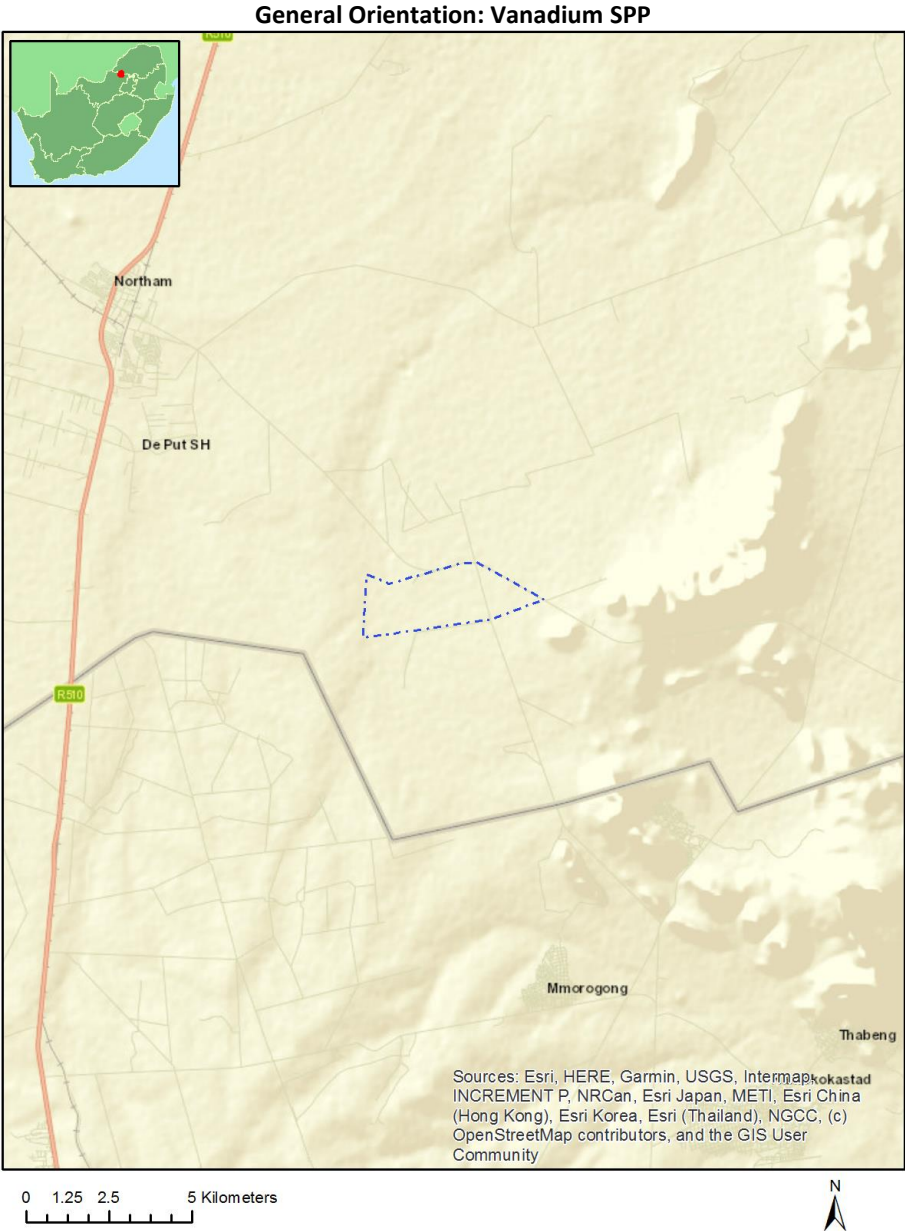 General Orientation: Vanadium SPP
R510
Northam
De Put SH
R510
Mmorogong
Thabeng
kokastad
Sources: Esri, HERE, Garmin, USGS, Intermap,
INCREMENT P, NRCan, Esri Japan, METI, Esri China
(Hong Kong), Esri Korea, Esri (Thailand), NGCC, (c)
OpenStreetMap contributors, and the GIS User
Community
0 1.25 2.5 5 Kilometers
N